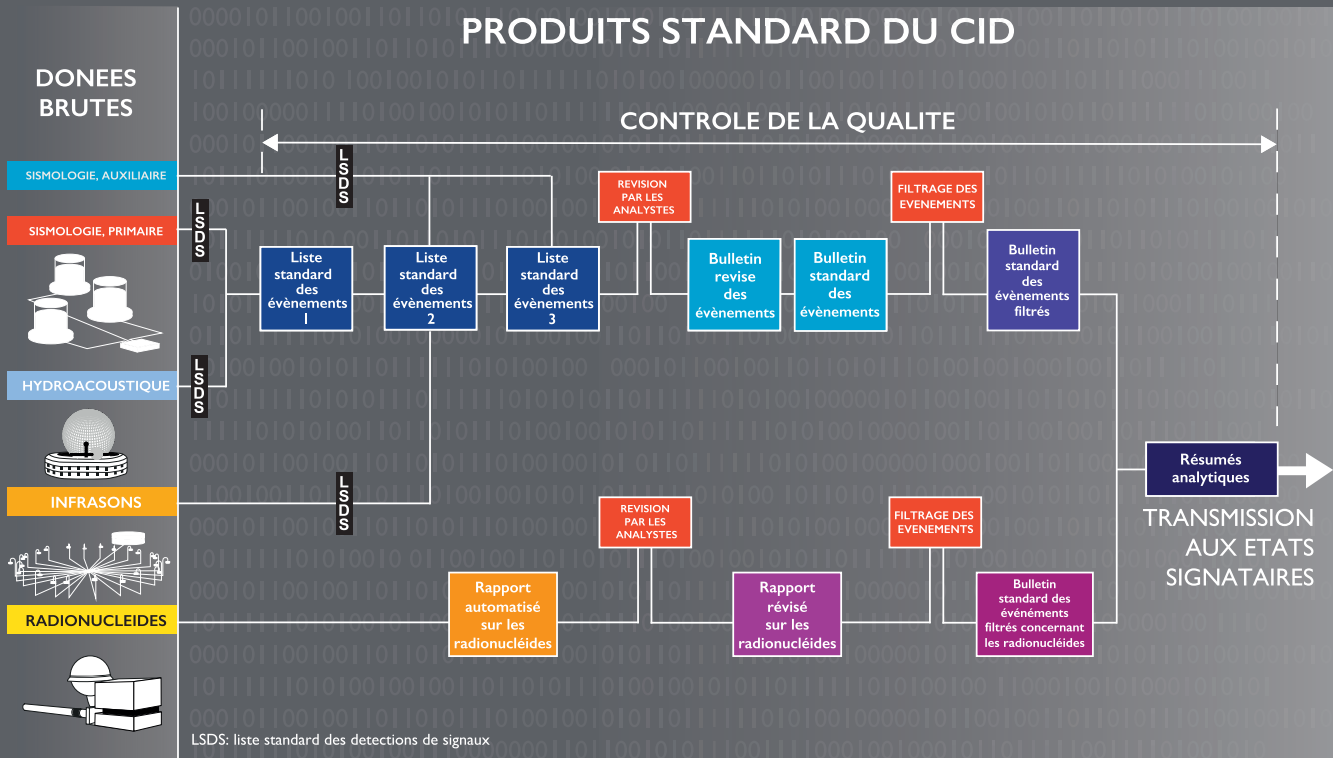 PRODUITS STANDARD DU CID
DONEES
BRUTES
CONTROLE DE LA QUALITE
SISMOLOGIE, AUXILIAIRE
LSDS
SISMOLOGIE, PRIMAIRE
LSDS
HYDROACOUSTIQUE
LSDS
INFRASONS
LSDS
RADIONUCLEIDES
Liste
standard
des
évènements
1
Liste
standard
des
évènements
2
Liste
standard
des
évènements
3
REVISION
PAR LES
ANALYSTES
Bulletin
revise
des
évènements
Bulletin
standard
des
évènements
FILTRAGE DES
EVENEMENTS
Bulletin
standard
des
évènements
filtrés
Rapport
automatisé
sur les
radionucléides
REVISION
PAR LES
ANALYSTES
Rapport
révisé
sur les
radionucléides
FILTRAGE DES
EVENEMENTS
Bulletin
standard des
événéments
filtrés concernant
les radionucléides
Résumés
analytiques
TRANSMISSION
AUX ETATS
SIGNATAIRES
LSDS: liste standard des detections de signaux